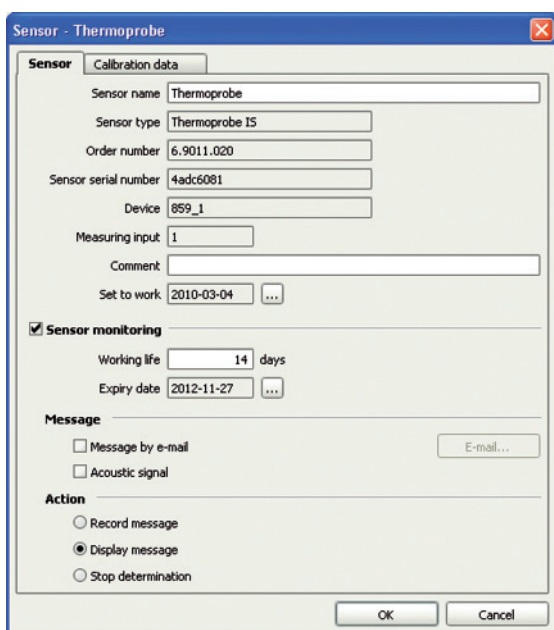 Sensor - Thermoprobe
Sensor Calibration data
Sensor name Thermoprobe
Sensor type Thermoprobe IS
Order number 6.9011.020
Sensor serial number 4adc6081
Device 859_1
Measuring input 1
Comment
Set to work 2010-03-04 ...
Sensor monitoring
Working life 14 days
Expiry date 2012-11-27 ...
Message
Message by e-mail E-mail...
Acoustic signal
Action
Record message
Display message
Stop determination
OK Cancel